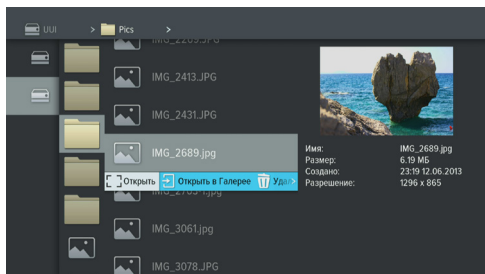 UUI > Pics >
IMG_2413.JPG
IMG_2431.JPG
IMG_2689.jpg
Открыть Открыть в Галерее Удал
IMG_3061.jpg
IMG_3078.JPG
Имя: IMG_2689.jpg
Размер: 6.19 МБ
Создано: 23:19 12.06.2013
Разрешение: 1296 x 865